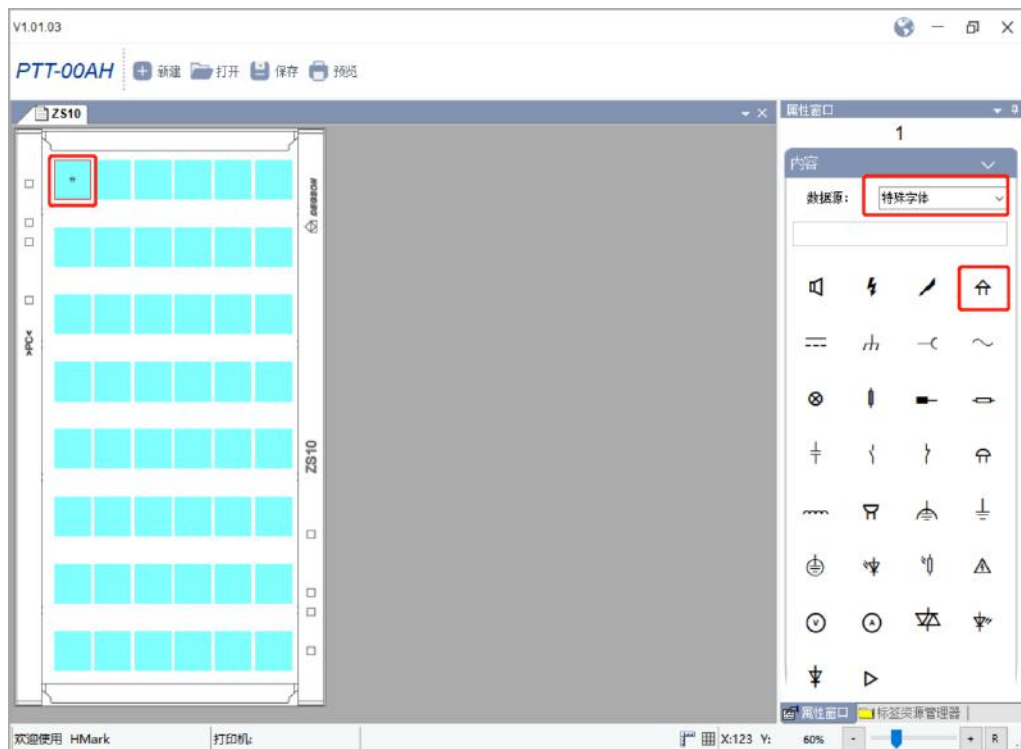 V1.01.03
PTT-00AH 新建 打开 保存 预览
ZS10
属性窗口
1
内容
数据源: 特殊字体
DEGSON
>PC<
ZS10
V
A
属性窗口 标签资源管理器
欢迎使用 HMark 打印机: X:123 Y: 60% - + R